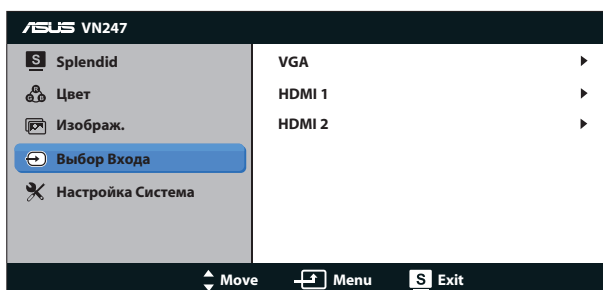 ASUS VN247
S Splendid
Цвет
Изображ.
Выбор Входа
Настройка Система
VGA
HDMI 1
HDMI 2
Move Menu S Exit